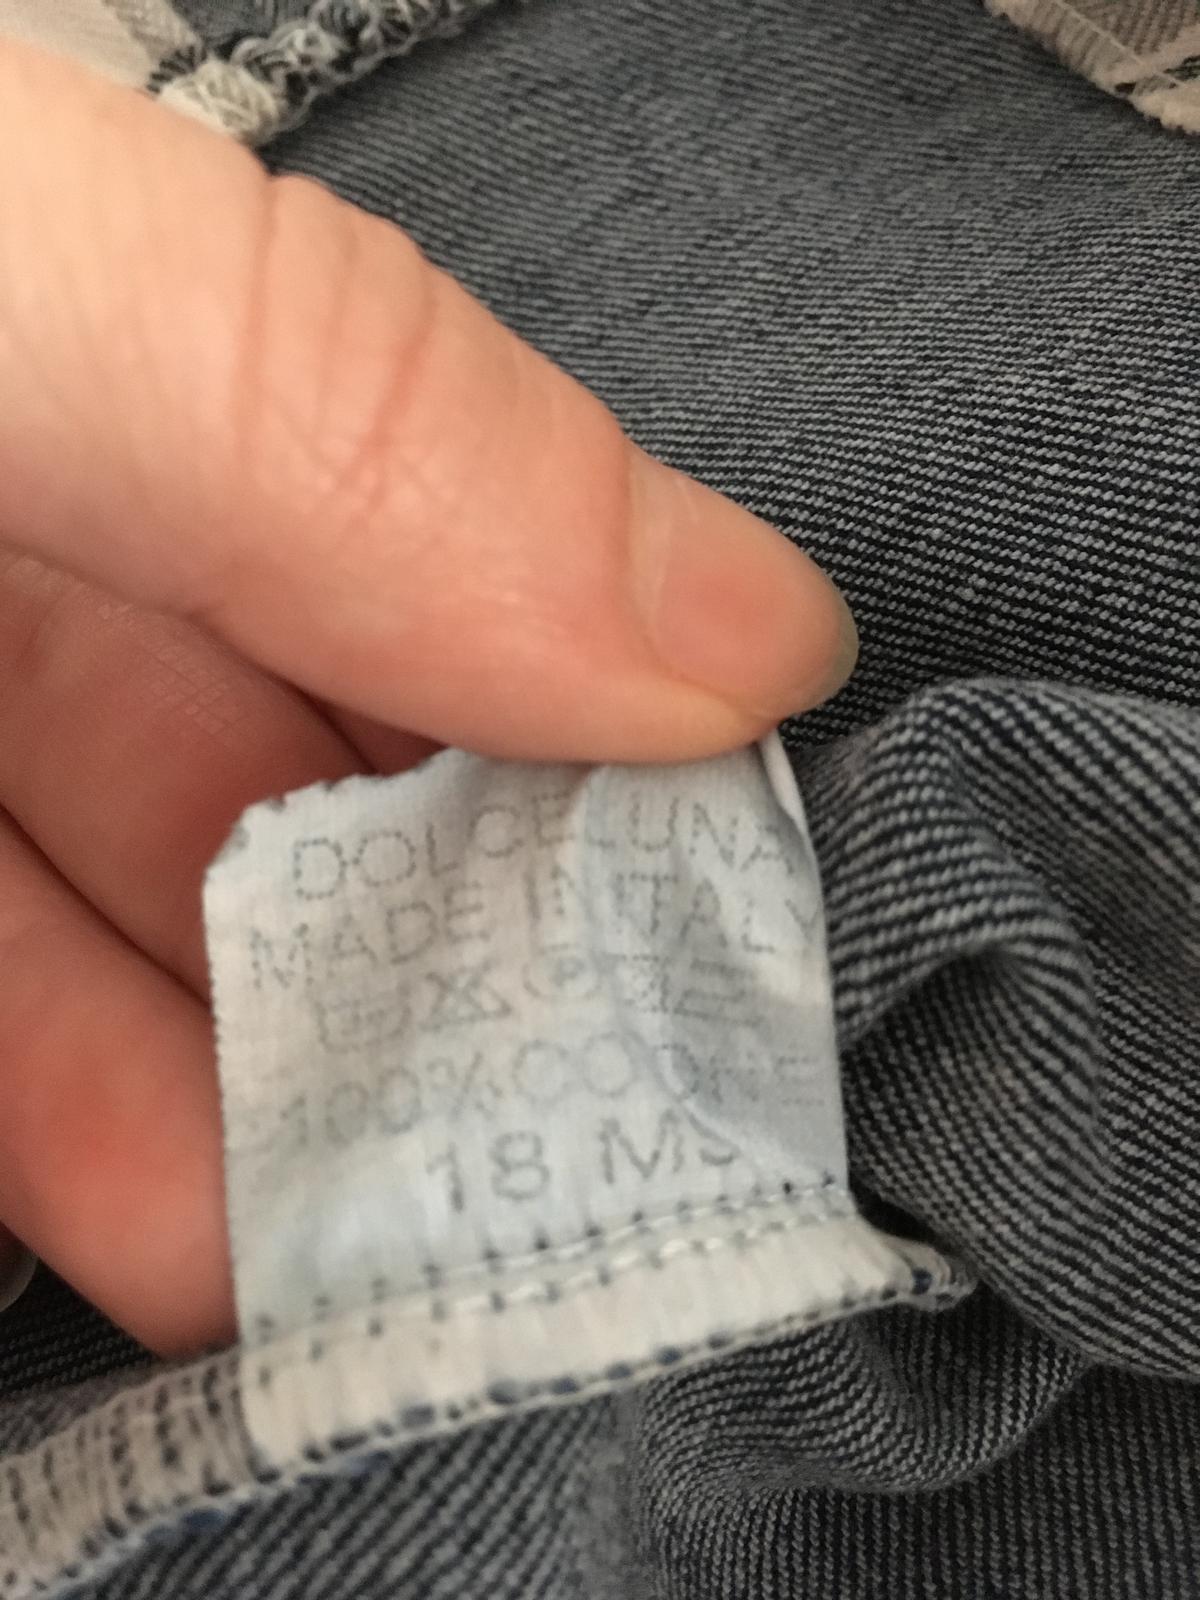 DOLCELUNA
MADE IN ITALY
100% COTONE
18 MS